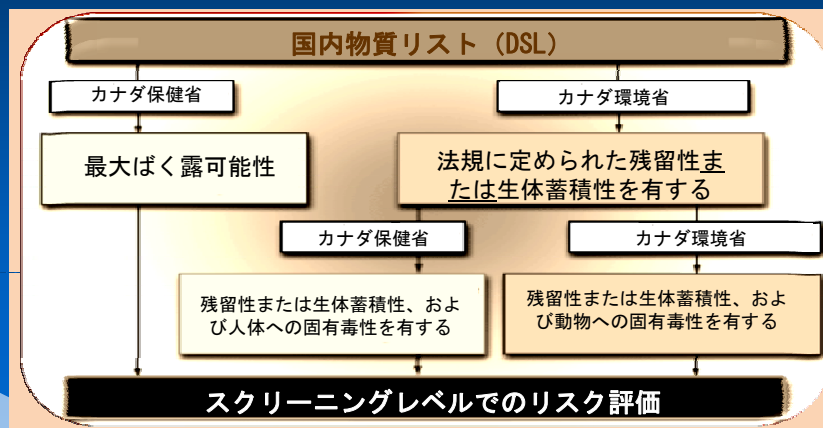 国内物質リスト（DSL）
カナダ保健省
カナダ環境省
最大ばく露可能性
法規に定められた残留性ま
たは生体蓄積性を有する
カナダ保健省
カナダ環境省
残留性または生体蓄積性、およ
び人体への固有毒性を有する
残留性または生体蓄積性、およ
び動物への固有毒性を有する
スクリーニングレベルでのリスク評価